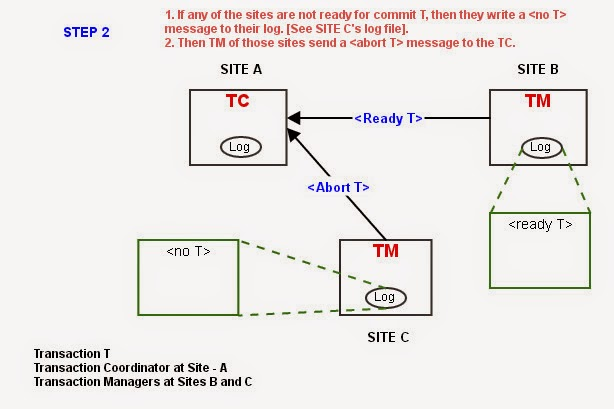 STEP 2
1. If any of the sites are not ready for commit T, then they write a <no T>
message to their log. [See SITE C's log file].
2. Then TM of those sites send a <abort T> message to the TC.
SITE A
SITE B
TC
TM
<Ready T>
Log
Log
<Abort T>
<ready T>
<no T>
TM
Log
SITE C
Transaction T
Transaction Coordinator at Site - A
Transaction Managers at Sites B and C